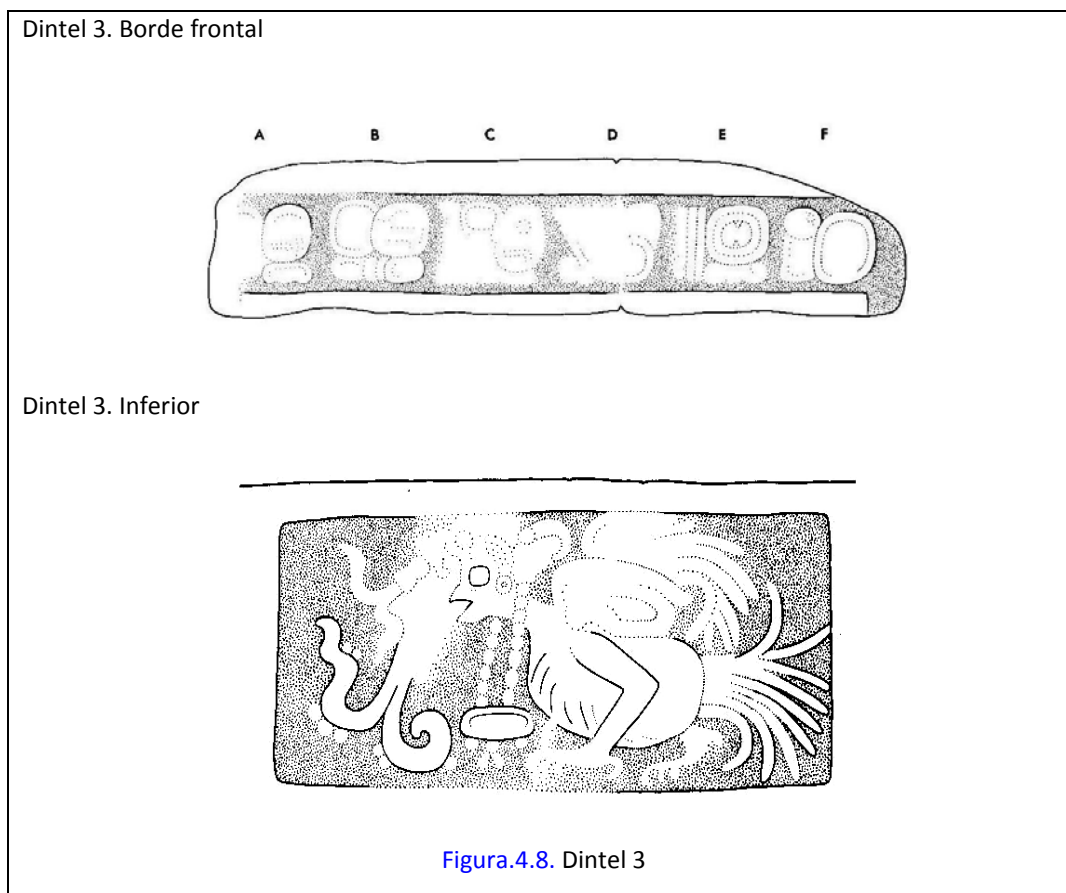 Dintel 3. Borde frontal
A B C D E F
Dintel 3. Inferior
Figura.4.8. Dintel 3